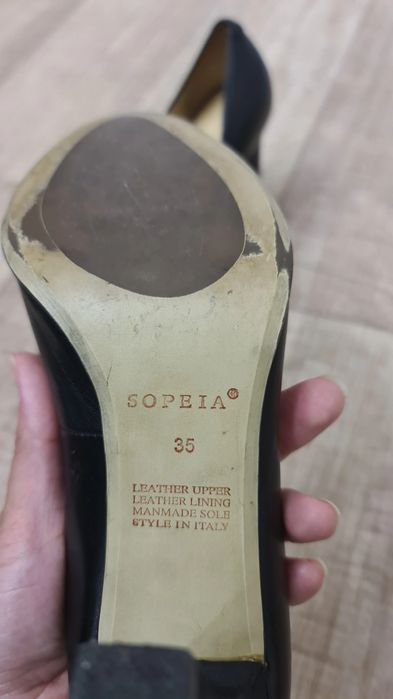 SOPEIA®
35
LEATHER UPPER
LEATHER LINING
MANMADE SOLE
STYLE IN ITALY